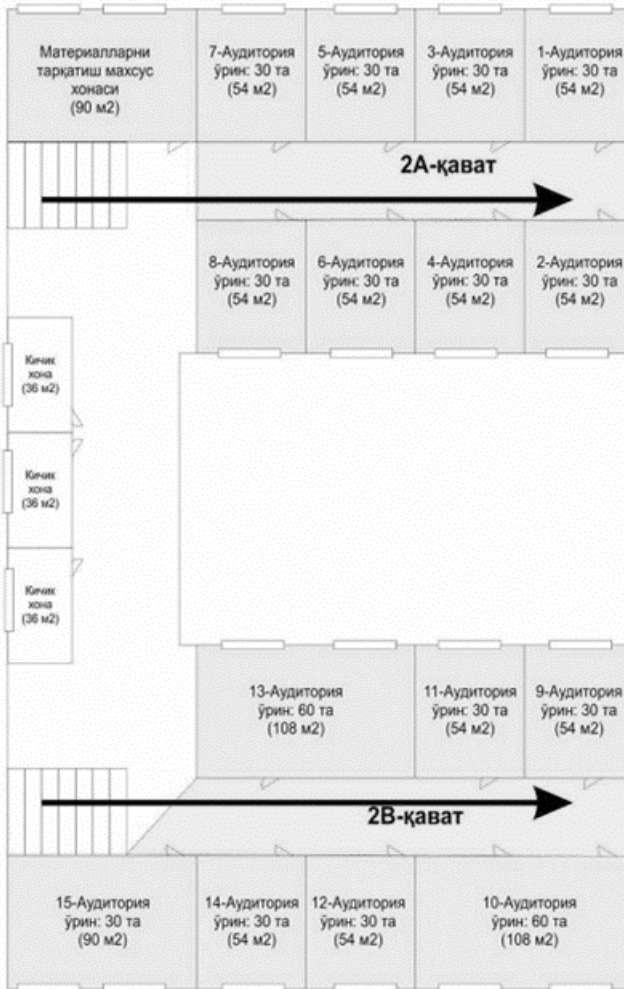 Материалларни
тарқатиш махсус
хонаси
(90 м2)
7-Аудитория
ўрин: 30 та
(54 м2)
5-Аудитория
ўрин: 30 та
(54 м2)
3-Аудитория
ўрин: 30 та
(54 м2)
1-Аудитория
ўрин: 30 та
(54 м2)
2А-қават
8-Аудитория
ўрин: 30 та
(54 м2)
6-Аудитория
ўрин: 30 та
(54 м2)
4-Аудитория
ўрин: 30 та
(54 м2)
2-Аудитория
ўрин: 30 та
(54 м2)
Кичик
хона
(36 м2)
Кичик
хона
(36 м2)
Кичик
хона
(36 м2)
13-Аудитория
ўрин: 60 та
(108 м2)
11-Аудитория
ўрин: 30 та
(54 м2)
9-Аудитория
ўрин: 30 та
(54 м2)
2В-қават
15-Аудитория
ўрин: 30 та
(90 м2)
14-Аудитория
ўрин: 30 та
(54 м2)
12-Аудитория
ўрин: 30 та
(54 м2)
10-Аудитория
ўрин: 60 та
(108 м2)